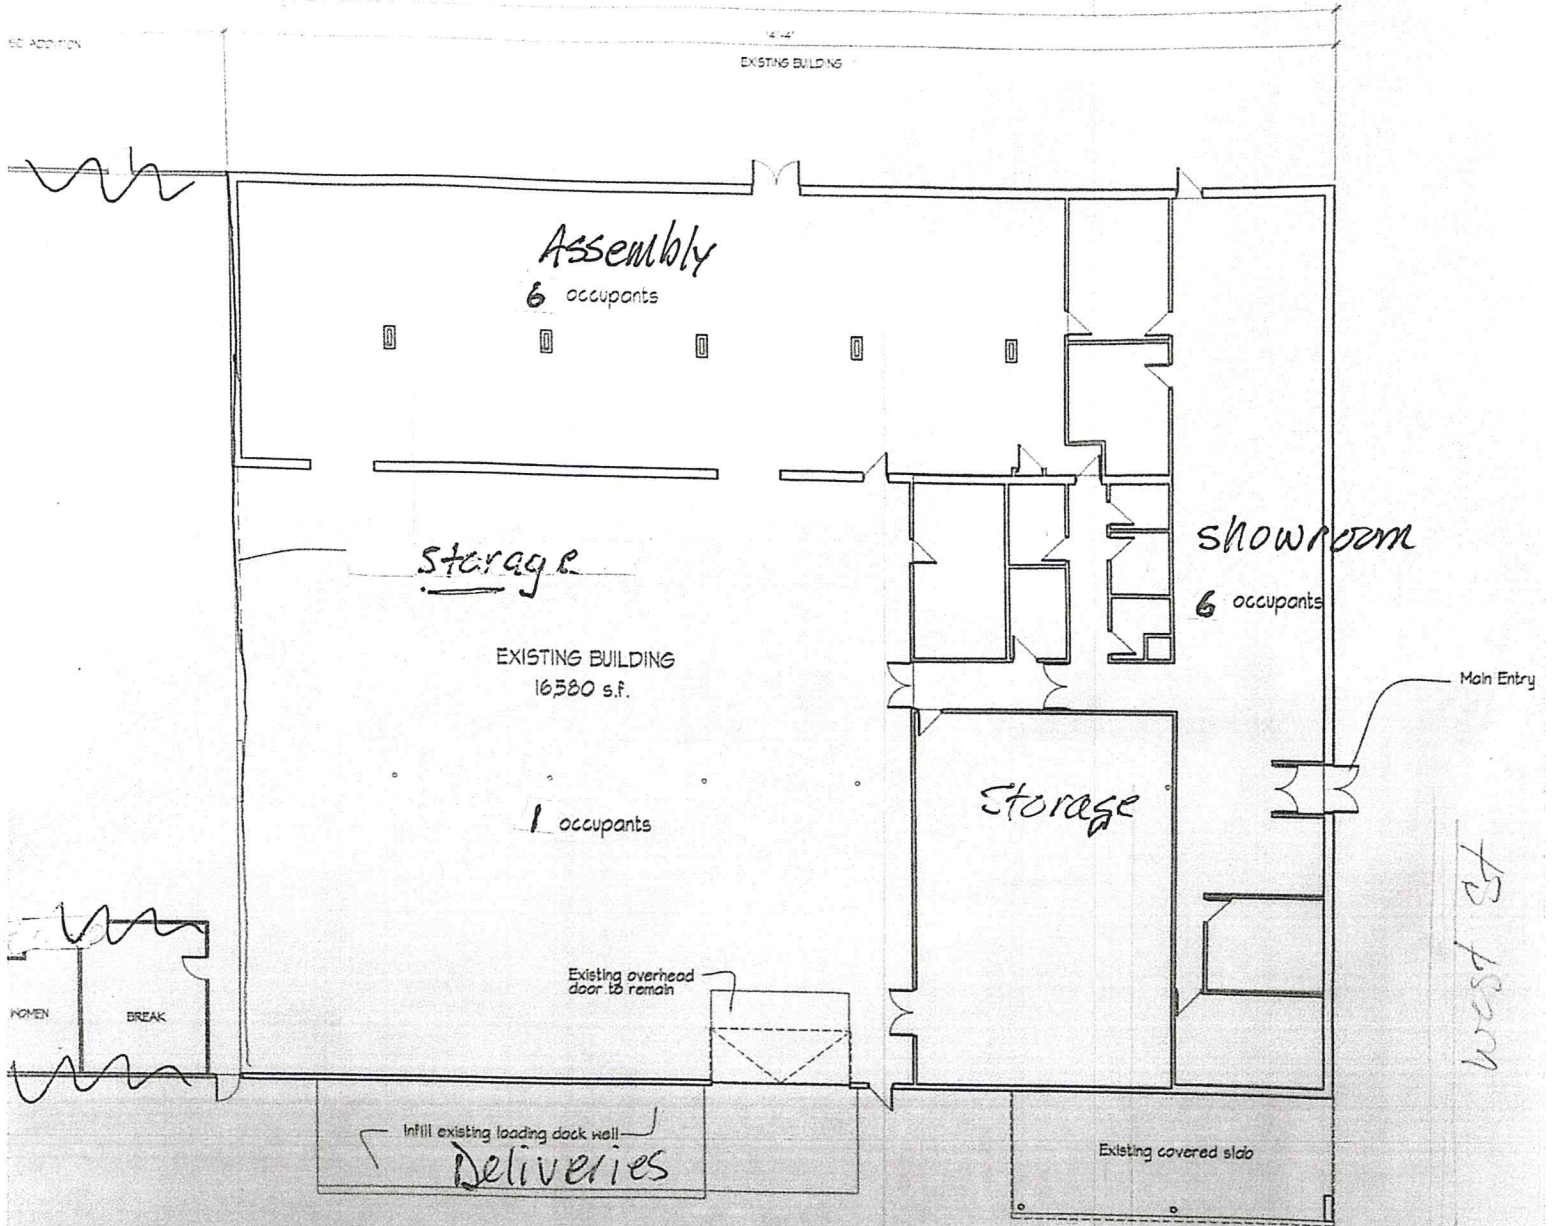 EXISTING BUILDING
Assembly
6 occupants
storage
showroom
6 occupants
EXISTING BUILDING
16,580 s.f.
Main Entry
Storage
1 occupants
West St
Existing overhead
door to remain
WOMEN
BREAK
Infill existing loading dock well
Deliveries
Existing covered slab